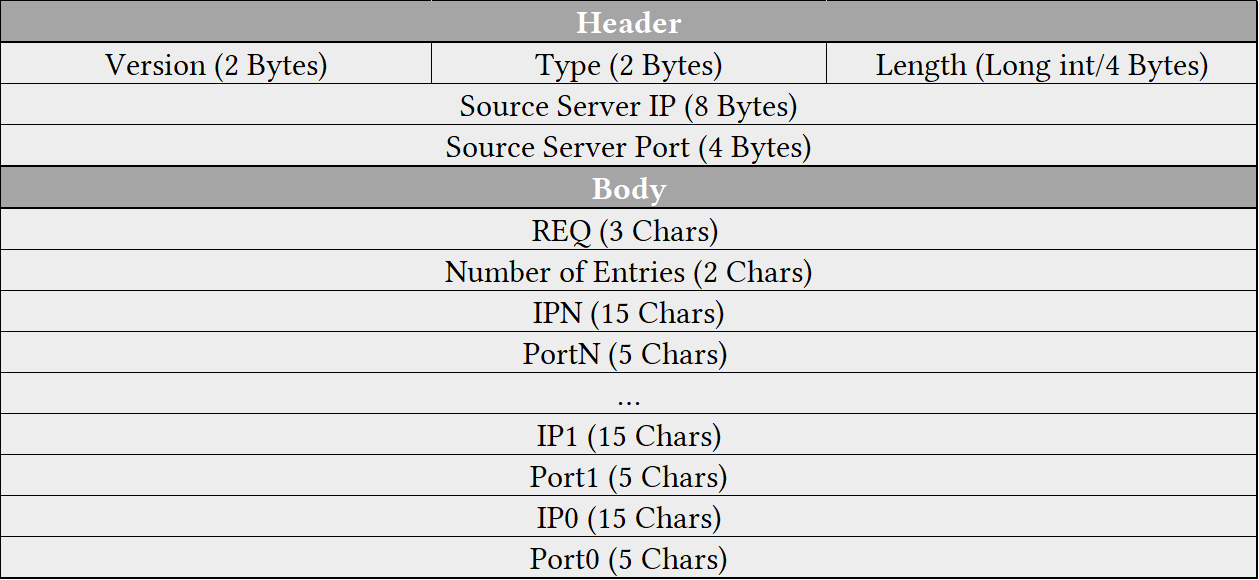 Header
Version (2 Bytes) Type (2 Bytes) Length (Long int/4 Bytes)
Source Server IP (8 Bytes)
Source Server Port (4 Bytes)
Body
REQ (3 Chars)
Number of Entries (2 Chars)
IPN (15 Chars)
PortN (5 Chars)
...
IP1 (15 Chars)
Port1 (5 Chars)
IP0 (15 Chars)
Port0 (5 Chars)